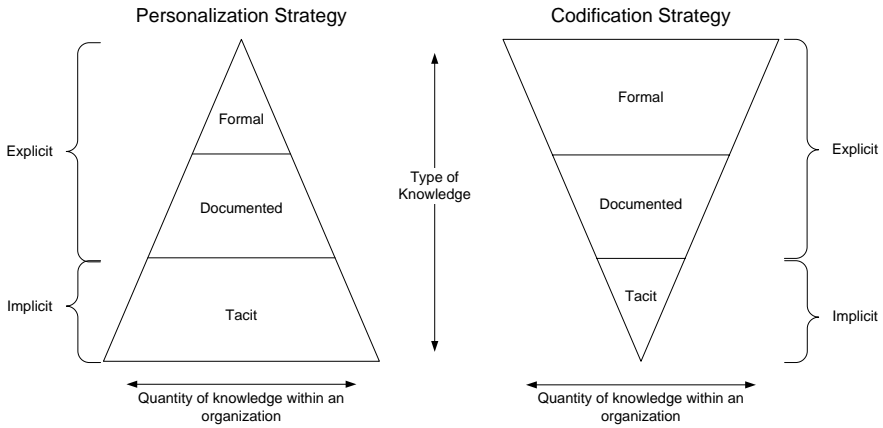 Personalization Strategy
Codification Strategy
Formal
Documented
Tacit
Explicit
Implicit
Type of
Knowledge
Formal
Documented
Tacit
Explicit
Implicit
Quantity of knowledge within an
organization
Quantity of knowledge within an
organization